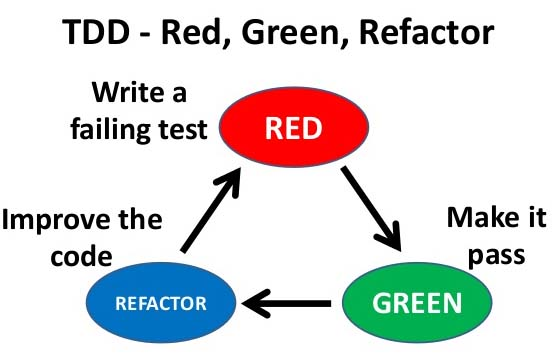 TDD - Red, Green, Refactor
Write a
failing test
RED
Improve the
code
Make it
pass
REFACTOR
GREEN